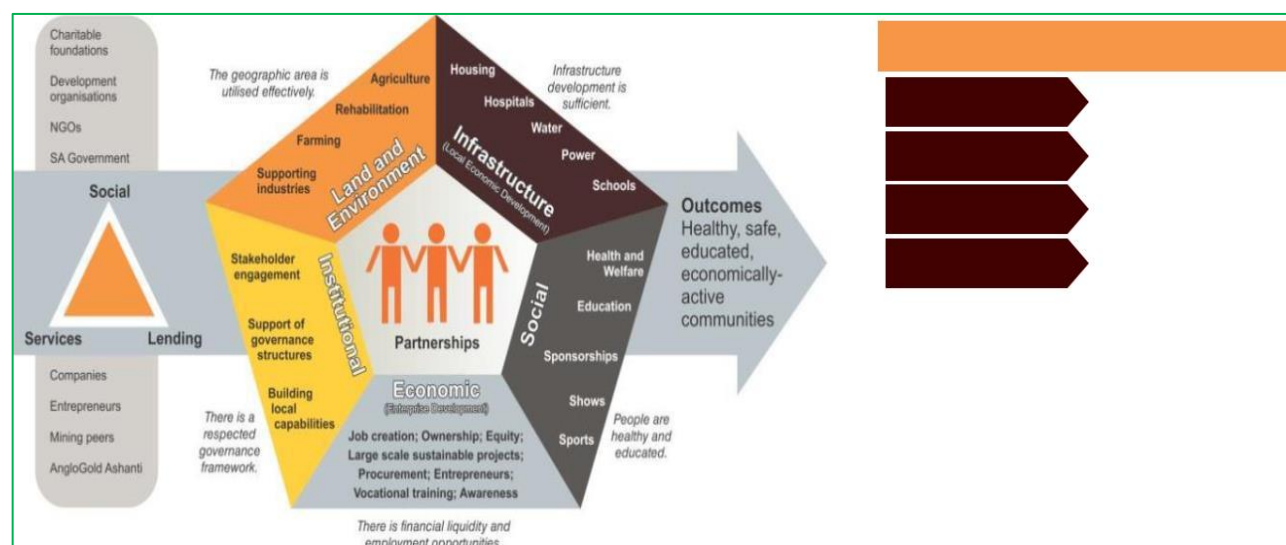 Charitable
foundations
Development
organisations
NGOs
SA Government
Social
Services
Lending
Companies
Entrepreneurs
Mining peers
AngloGold Ashanti
The geographic area is
utilised effectively.
Agriculture
Rehabilitation
Farming
Supporting
industries
Land and
Environment
Housing
Hospitals
Water
Power
Schools
Infrastructure
(Local Economic Development)
Infrastructure
development is
sufficient.
Stakeholder
engagement
Support of
governance
structures
Building
local
capabilities
Institutional
There is a
respected
governance
framework.
Partnerships
Health and
Welfare
Education
Sponsorships
Shows
Sports
Social
People are
healthy and
educated.
Economic
(Enterprise Development)
Job creation; Ownership; Equity;
Large scale sustainable projects;
Procurement; Entrepreneurs;
Vocational training; Awareness
There is financial liquidity and
employment opportunities
Outcomes
Healthy, safe,
educated,
economically-
active
communities